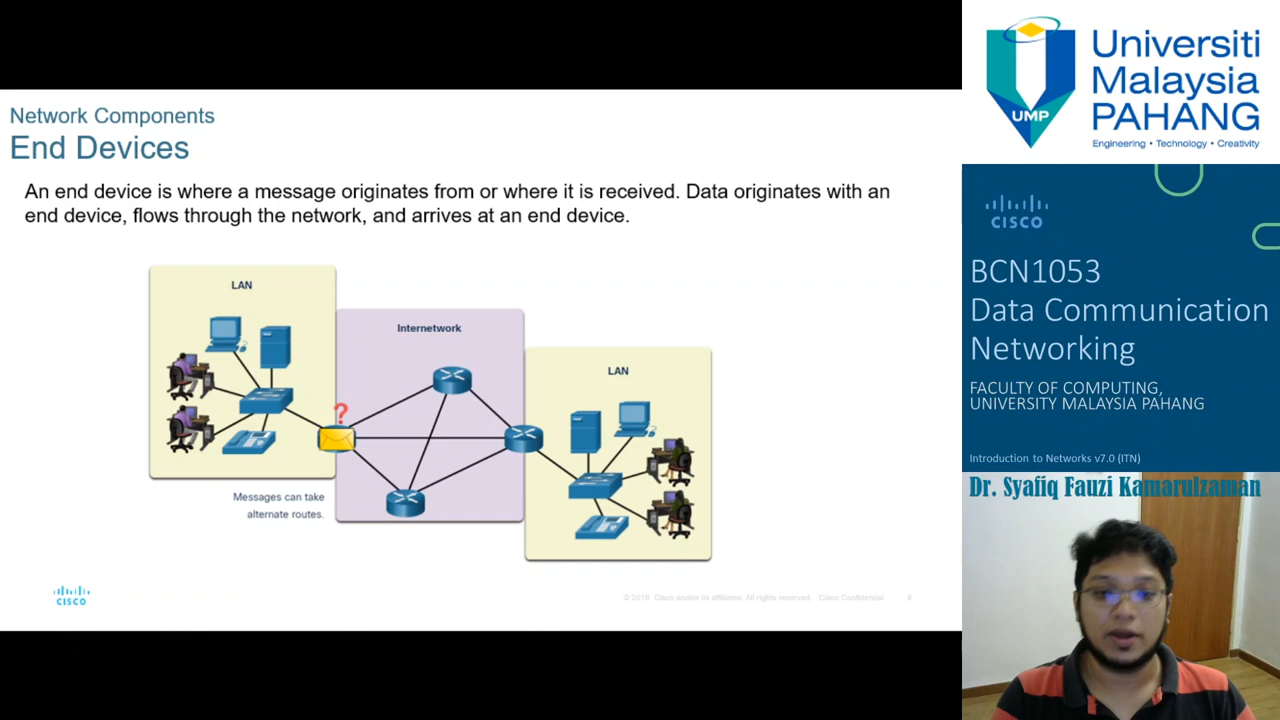 Network Components
End Devices
An end device is where a message originates from or where it is received. Data originates with an
end device, flows through the network, and arrives at an end device.
LAN
Internetwork
LAN
?
Messages can take
alternate routes.
CISCO
© 2016 Cisco and/or its affiliates. All rights reserved. Cisco Confidential
6
UMP
Universiti
Malaysia
PAHANG
Engineering • Technology • Creativity
CISCO
BCN1053
Data Communication
Networking
FACULTY OF COMPUTING,
UNIVERSITY MALAYSIA PAHANG
Introduction to Networks v7.0 (ITN)
Dr. Syafiq Fauzi Kamarulzaman